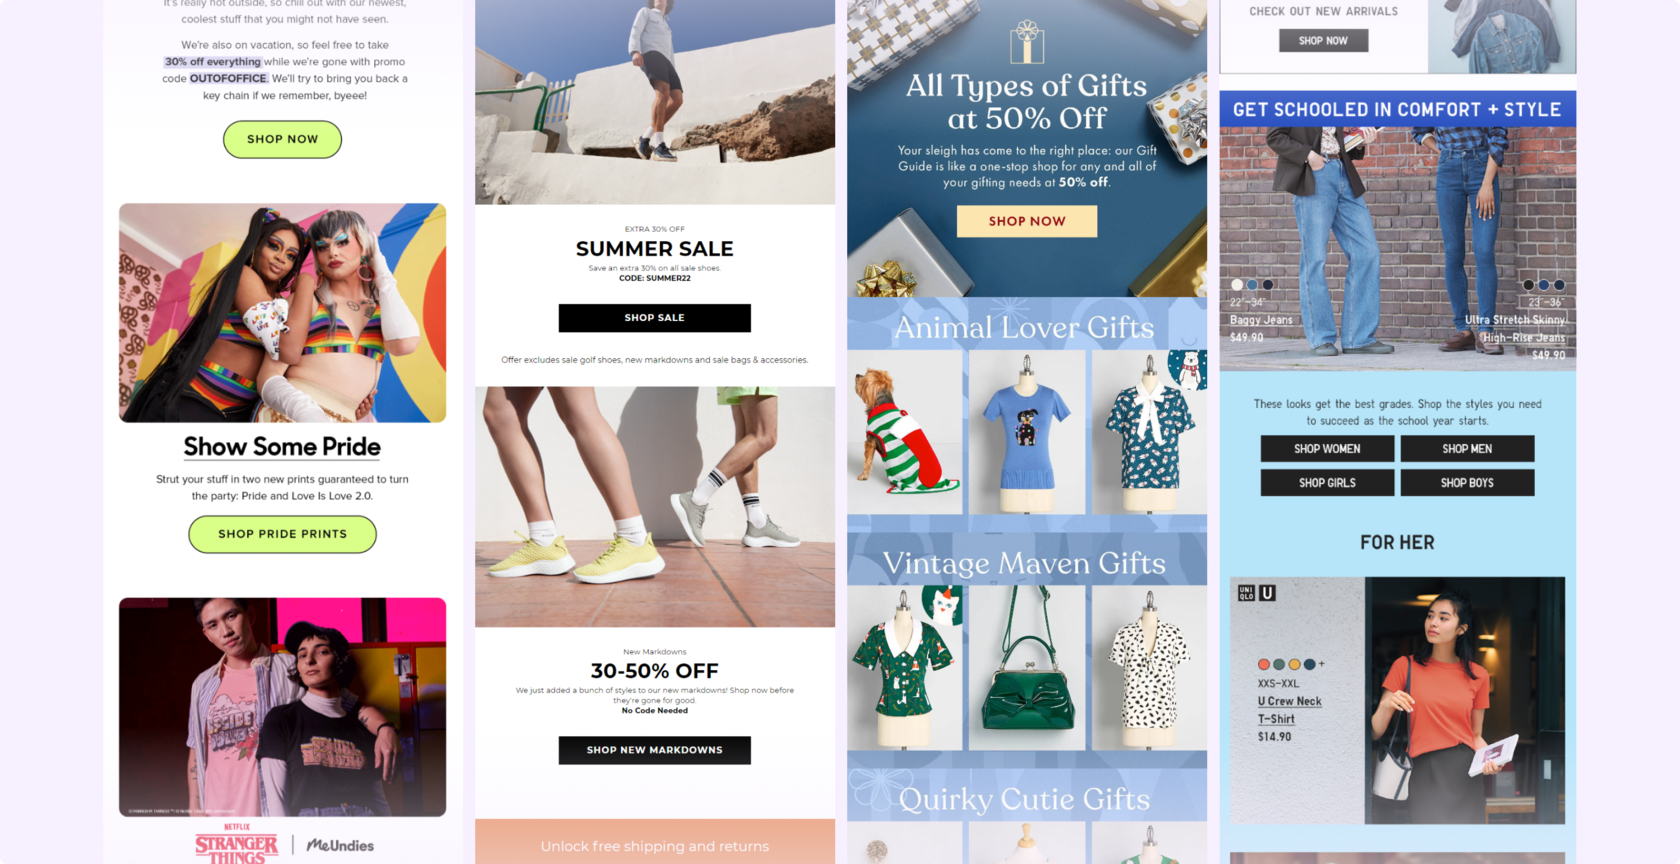 It's really not outside, so chill out with our newest,
coolest stuff that you might not have seen.
We're also on vacation, so feel free to take
30% off everything while we're gone with promo
code OUTOFOFFICE. We'll try to bring you back a
key chain if we remember, byeee!
SHOP NOW
Show Some Pride
Strut your stuff in two new prints guaranteed to turn
the party: Pride and Love Is Love 2.0.
SHOP PRIDE PRINTS
NETFLIX
STRANGER
THINGS
MeUndies
EXTRA 30% OFF
SUMMER SALE
Save an extra 30% on all sale shoes.
CODE: SUMMER22
SHOP SALE
Offer excludes sale golf shoes, new markdowns and sale bags & accessories.
New Markdowns
30-50% OFF
We just added a bunch of styles to our new markdowns! Shop now before
they're gone for good.
No Code Needed
SHOP NEW MARKDOWNS
Unlock free shipping and returns
All Types of Gifts
at 50% Off
Your sleigh has come to the right place: our Gift
Guide is like a one-stop shop for any and all of
your gifting needs at 50% off.
SHOP NOW
Animal Lover Gifts
Vintage Maven Gifts
Quirky Cutie Gifts
CHECK OUT NEW ARRIVALS
SHOP NOW
GET SCHOOLED IN COMFORT + STYLE
22"-34"
Baggy Jeans
$49.90
23"-36"
Ultra Stretch Skinny
High-Rise Jeans
$49.90
These looks get the best grades. Shop the styles you need
to succeed as the school year starts.
SHOP WOMEN
SHOP MEN
SHOP GIRLS
SHOP BOYS
FOR HER
UNI
QLO
U
+
XXS-XXL
U Crew Neck
T-Shirt
$14.90